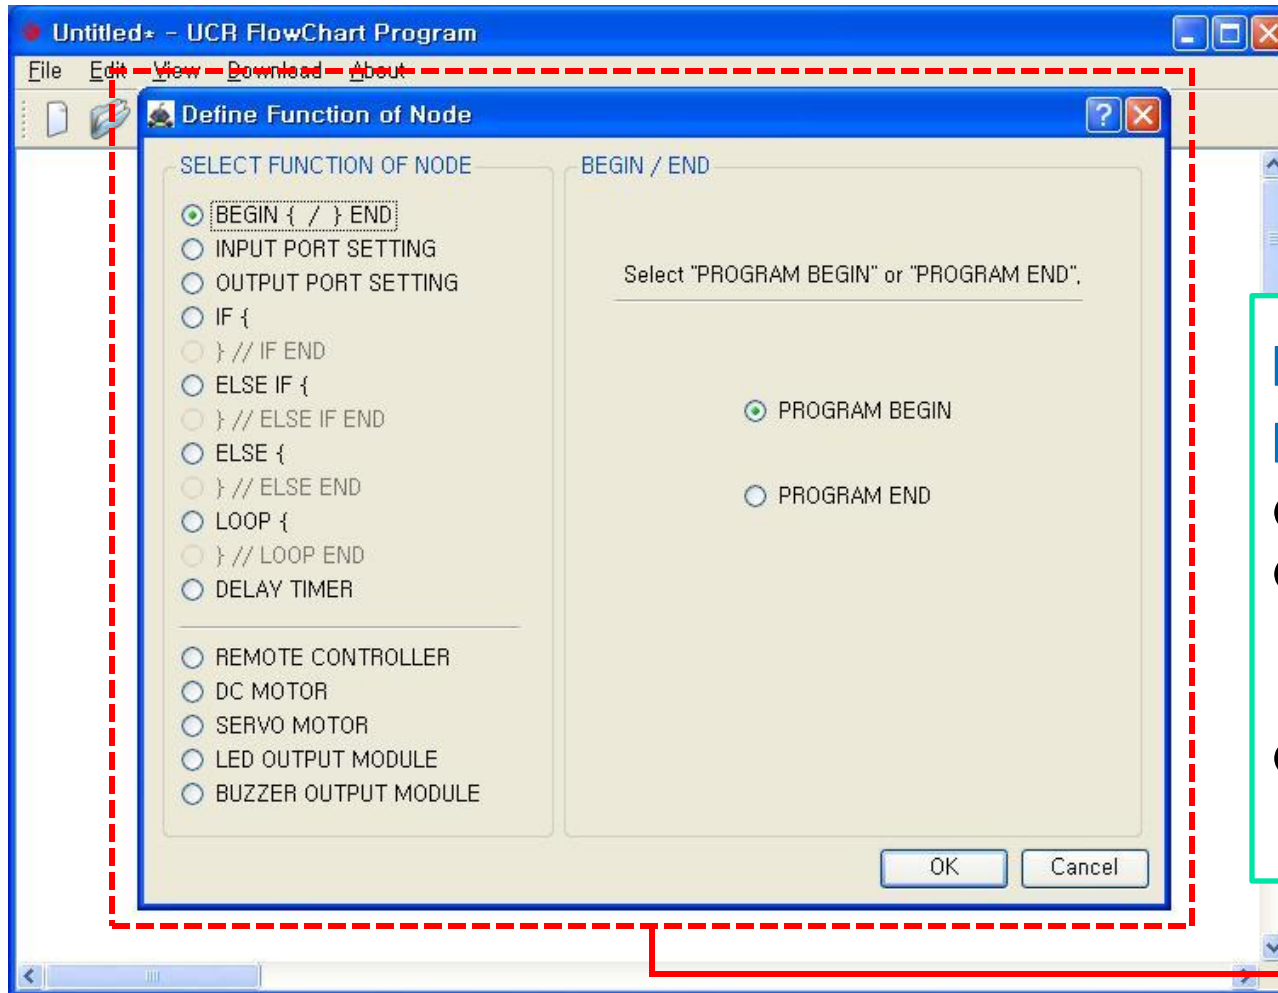 Untitled* - UCR FlowChart Program
File Edit View Download About
Define Function of Node
SELECT FUNCTION OF NODE
BEGIN { / } END
INPUT PORT SETTING
OUTPUT PORT SETTING
IF {
} // IF END
ELSE IF {
} // ELSE IF END
ELSE {
} // ELSE END
LOOP {
} // LOOP END
DELAY TIMER
REMOTE CONTROLLER
DC MOTOR
SERVO MOTOR
LED OUTPUT MODULE
BUZZER OUTPUT MODULE
BEGIN / END
Select "PROGRAM BEGIN" or "PROGRAM END",
PROGRAM BEGIN
PROGRAM END
OK Cancel